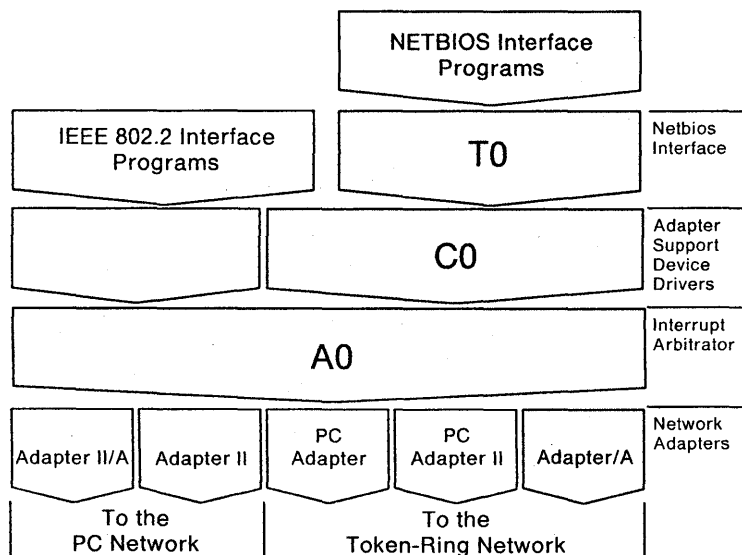 NETBIOS Interface
Programs
IEEE 802.2 Interface
Programs
T0
Netbios
Interface
C0
Adapter
Support
Device
Drivers
A0
Interrupt
Arbitrator
Adapter II/A
Adapter II
PC
Adapter
PC
Adapter II
Adapter/A
Network
Adapters
To the
PC Network
To the
Token-Ring Network